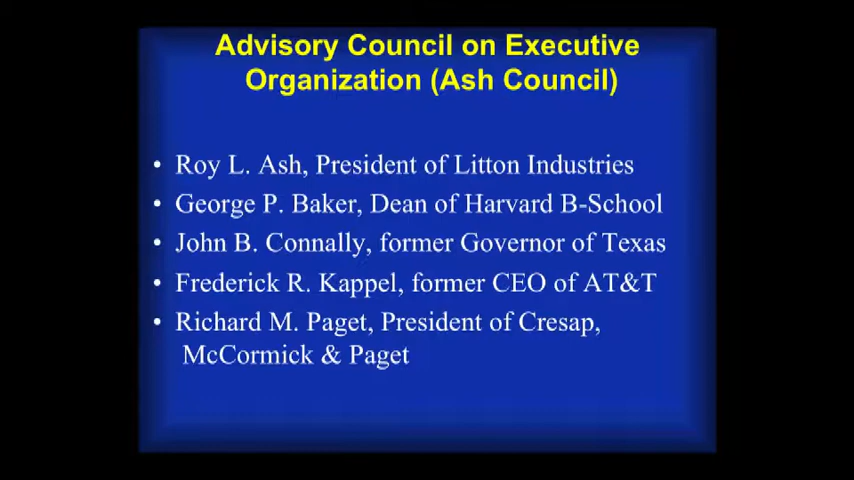 Advisory Council on Executive
Organization (Ash Council)
• Roy L. Ash, President of Litton Industries
• George P. Baker, Dean of Harvard B-School
• John B. Connally, former Governor of Texas
• Frederick R. Kappel, former CEO of AT&T
• Richard M. Paget, President of Cresap,
McCormick & Paget